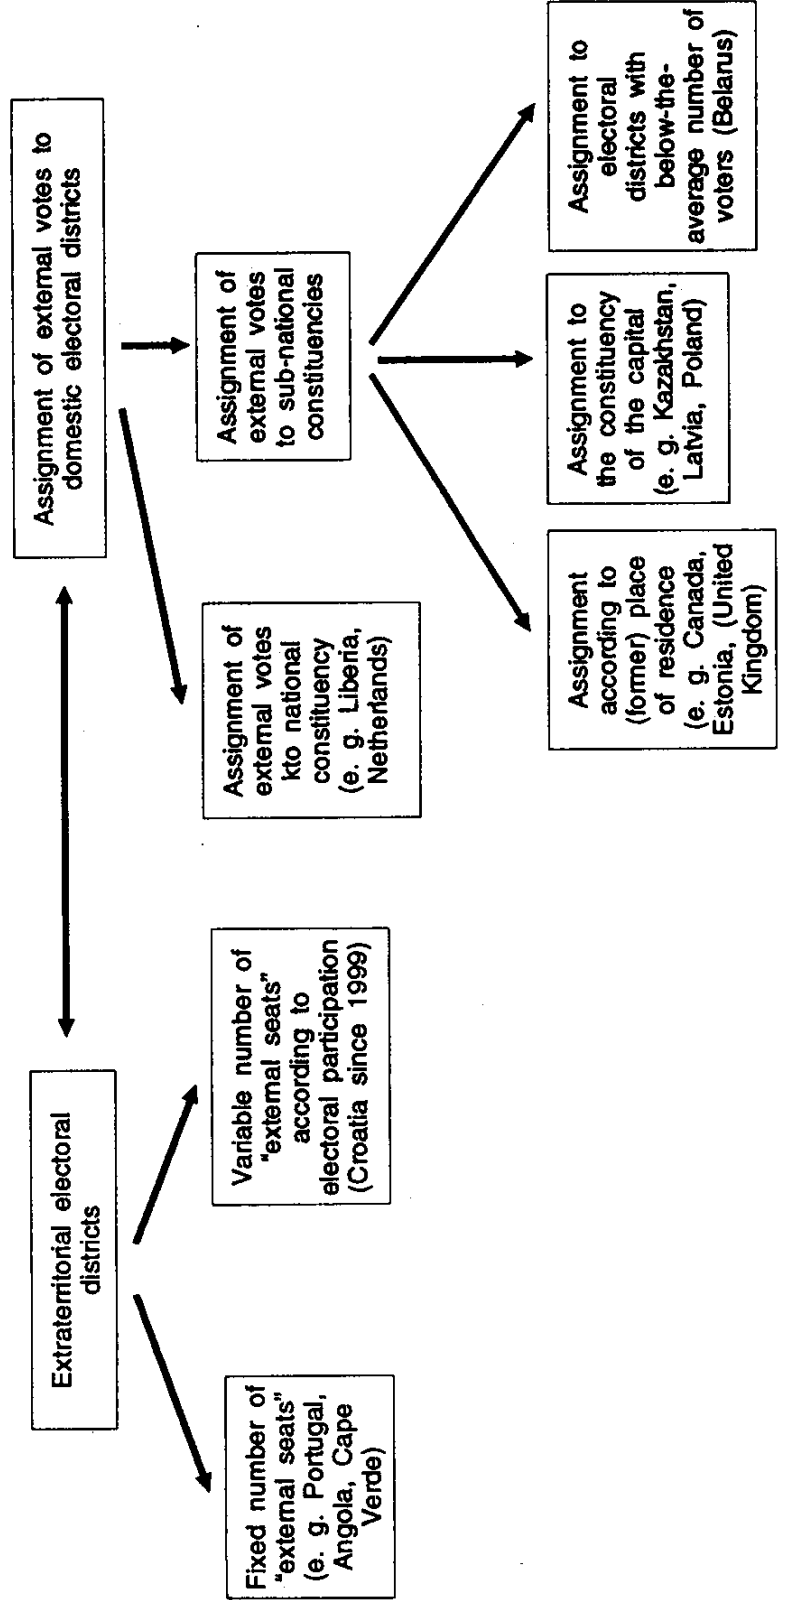 Extraterritorial electoral
districts
Assignment of external votes to
domestic electoral districts
Fixed number of
"external seats"
(e. g. Portugal,
Angola, Cape
Verde)
Variable number of
"external seats"
according to
electoral participation
(Croatia since 1999)
Assignment of
external votes
kto national
constituency
(e. g. Liberia,
Netherlands)
Assignment of
external votes
to sub-national
constituencies
Assignment
according to
(former) place
of residence
(e. g. Canada,
Estonia, (United
Kingdom)
Assignment to
the constituency
of the capital
(e. g. Kazakhstan,
Latvia, Poland)
Assignment to
electoral
districts with
below-the-
average number of
voters (Belarus)